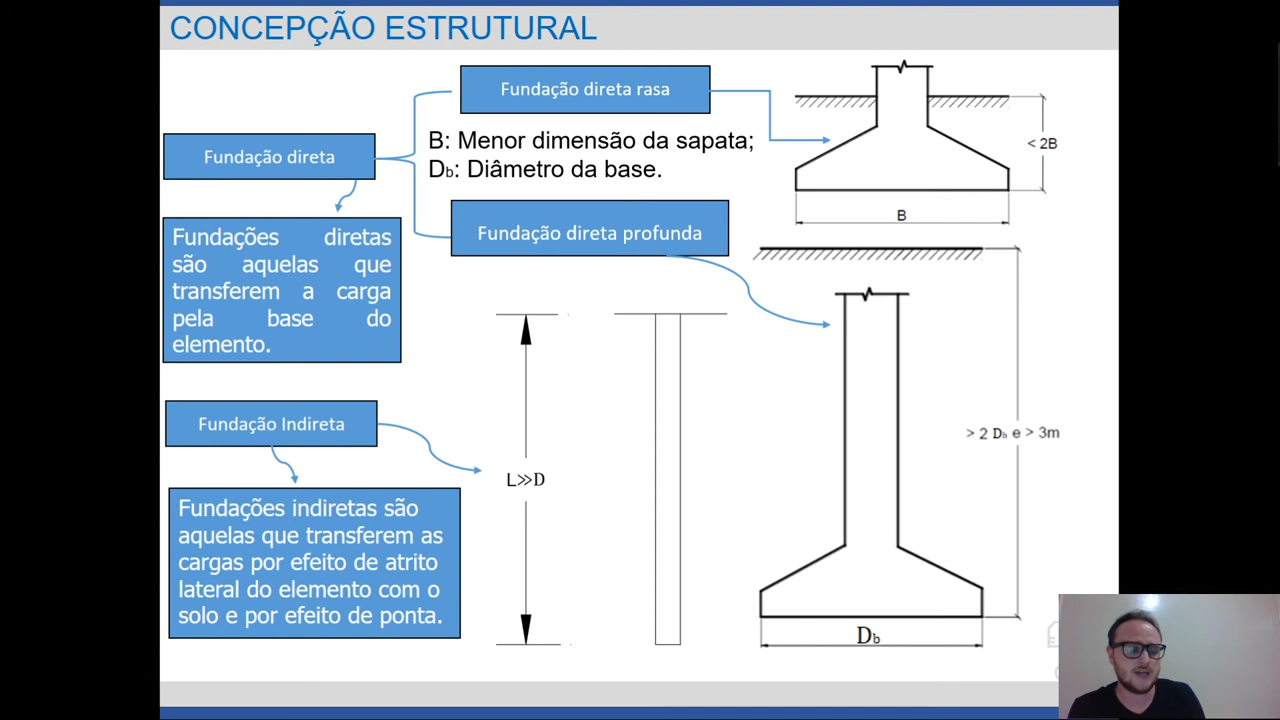 CONCEPÇÃO ESTRUTURAL
Fundação direta rasa
B: Menor dimensão da sapata;
Db: Diâmetro da base.
Fundação direta
< 2B
B
Fundação direta profunda
Fundações diretas
são aquelas que
transferem a carga
pela base do
elemento.
Fundação Indireta
> 2 Db e > 3m
L≫D
Fundações indiretas são
aquelas que transferem as
cargas por efeito de atrito
lateral do elemento com o
solo e por efeito de ponta.
Db